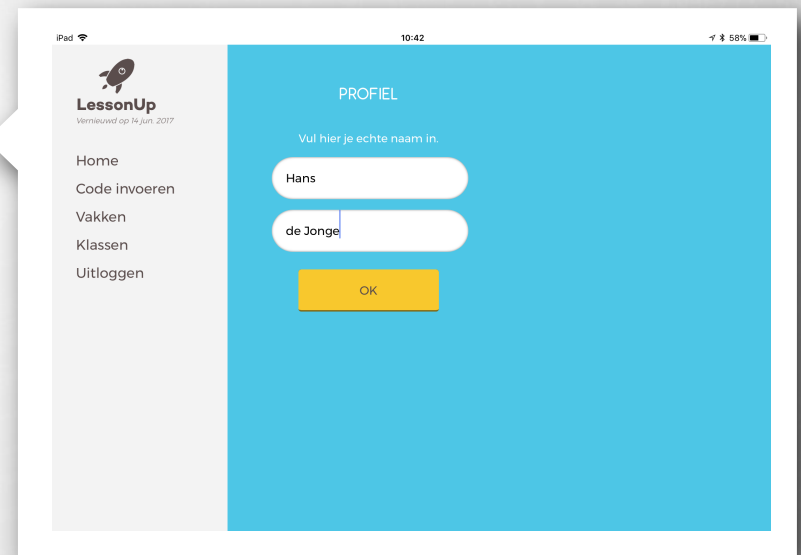 iPad 10:42 58%
LessonUp
Vernieuwd op 14 jun. 2017
Home
Code invoeren
Vakken
Klassen
Uitloggen
PROFIEL
Vul hier je echte naam in.
Hans
de Jonge
OK